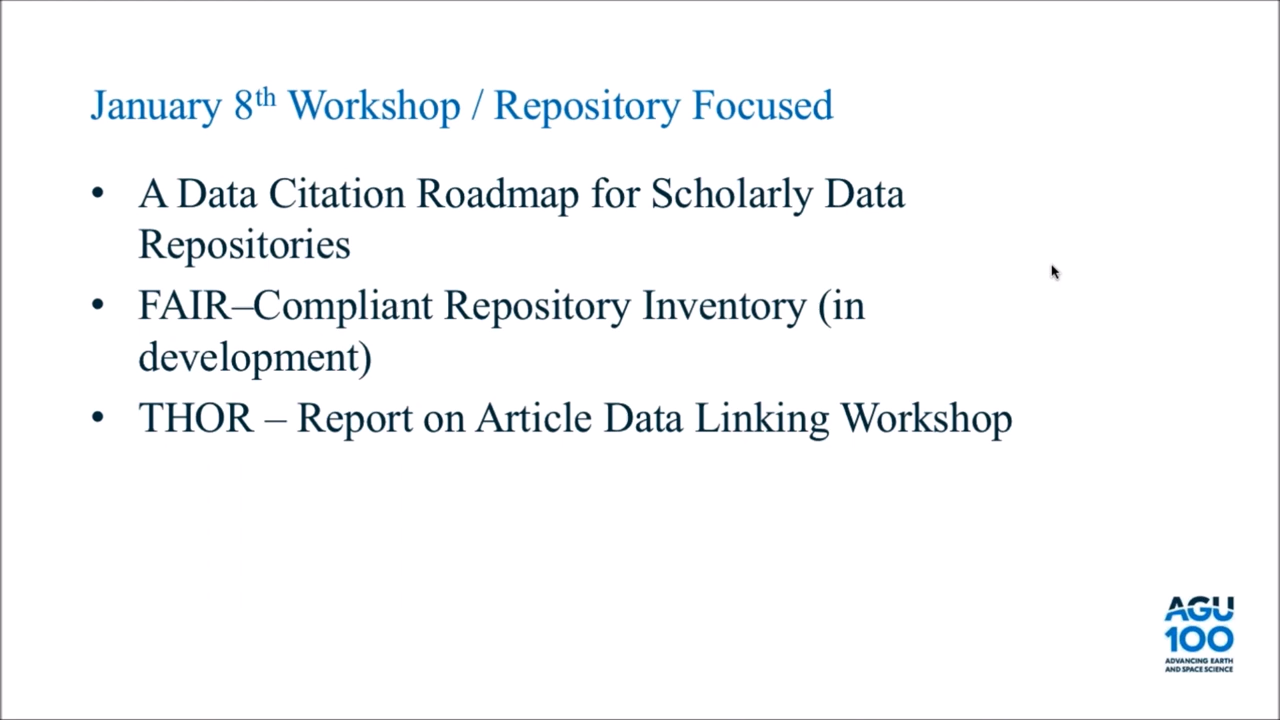 January 8th Workshop / Repository Focused
• A Data Citation Roadmap for Scholarly Data
Repositories
• FAIR–Compliant Repository Inventory (in
development)
• THOR – Report on Article Data Linking Workshop
AGU
100
ADVANCING EARTH
AND SPACE SCIENCE